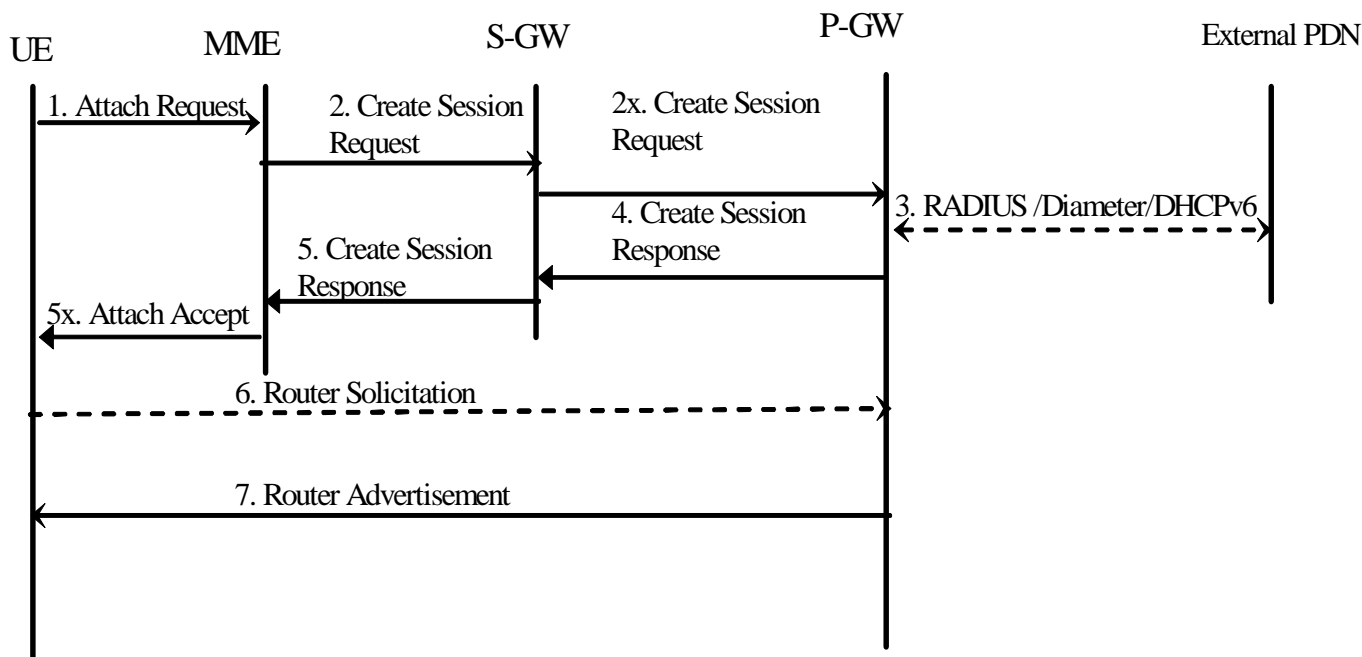 UE
MME
S-GW
P-GW
External PDN
1. Attach Request
2. Create Session
Request
2x. Create Session
Request
3. RADIUS /Diameter/DHCPv6
4. Create Session
Response
5. Create Session
Response
5x. Attach Accept
6. Router Solicitation
7. Router Advertisement